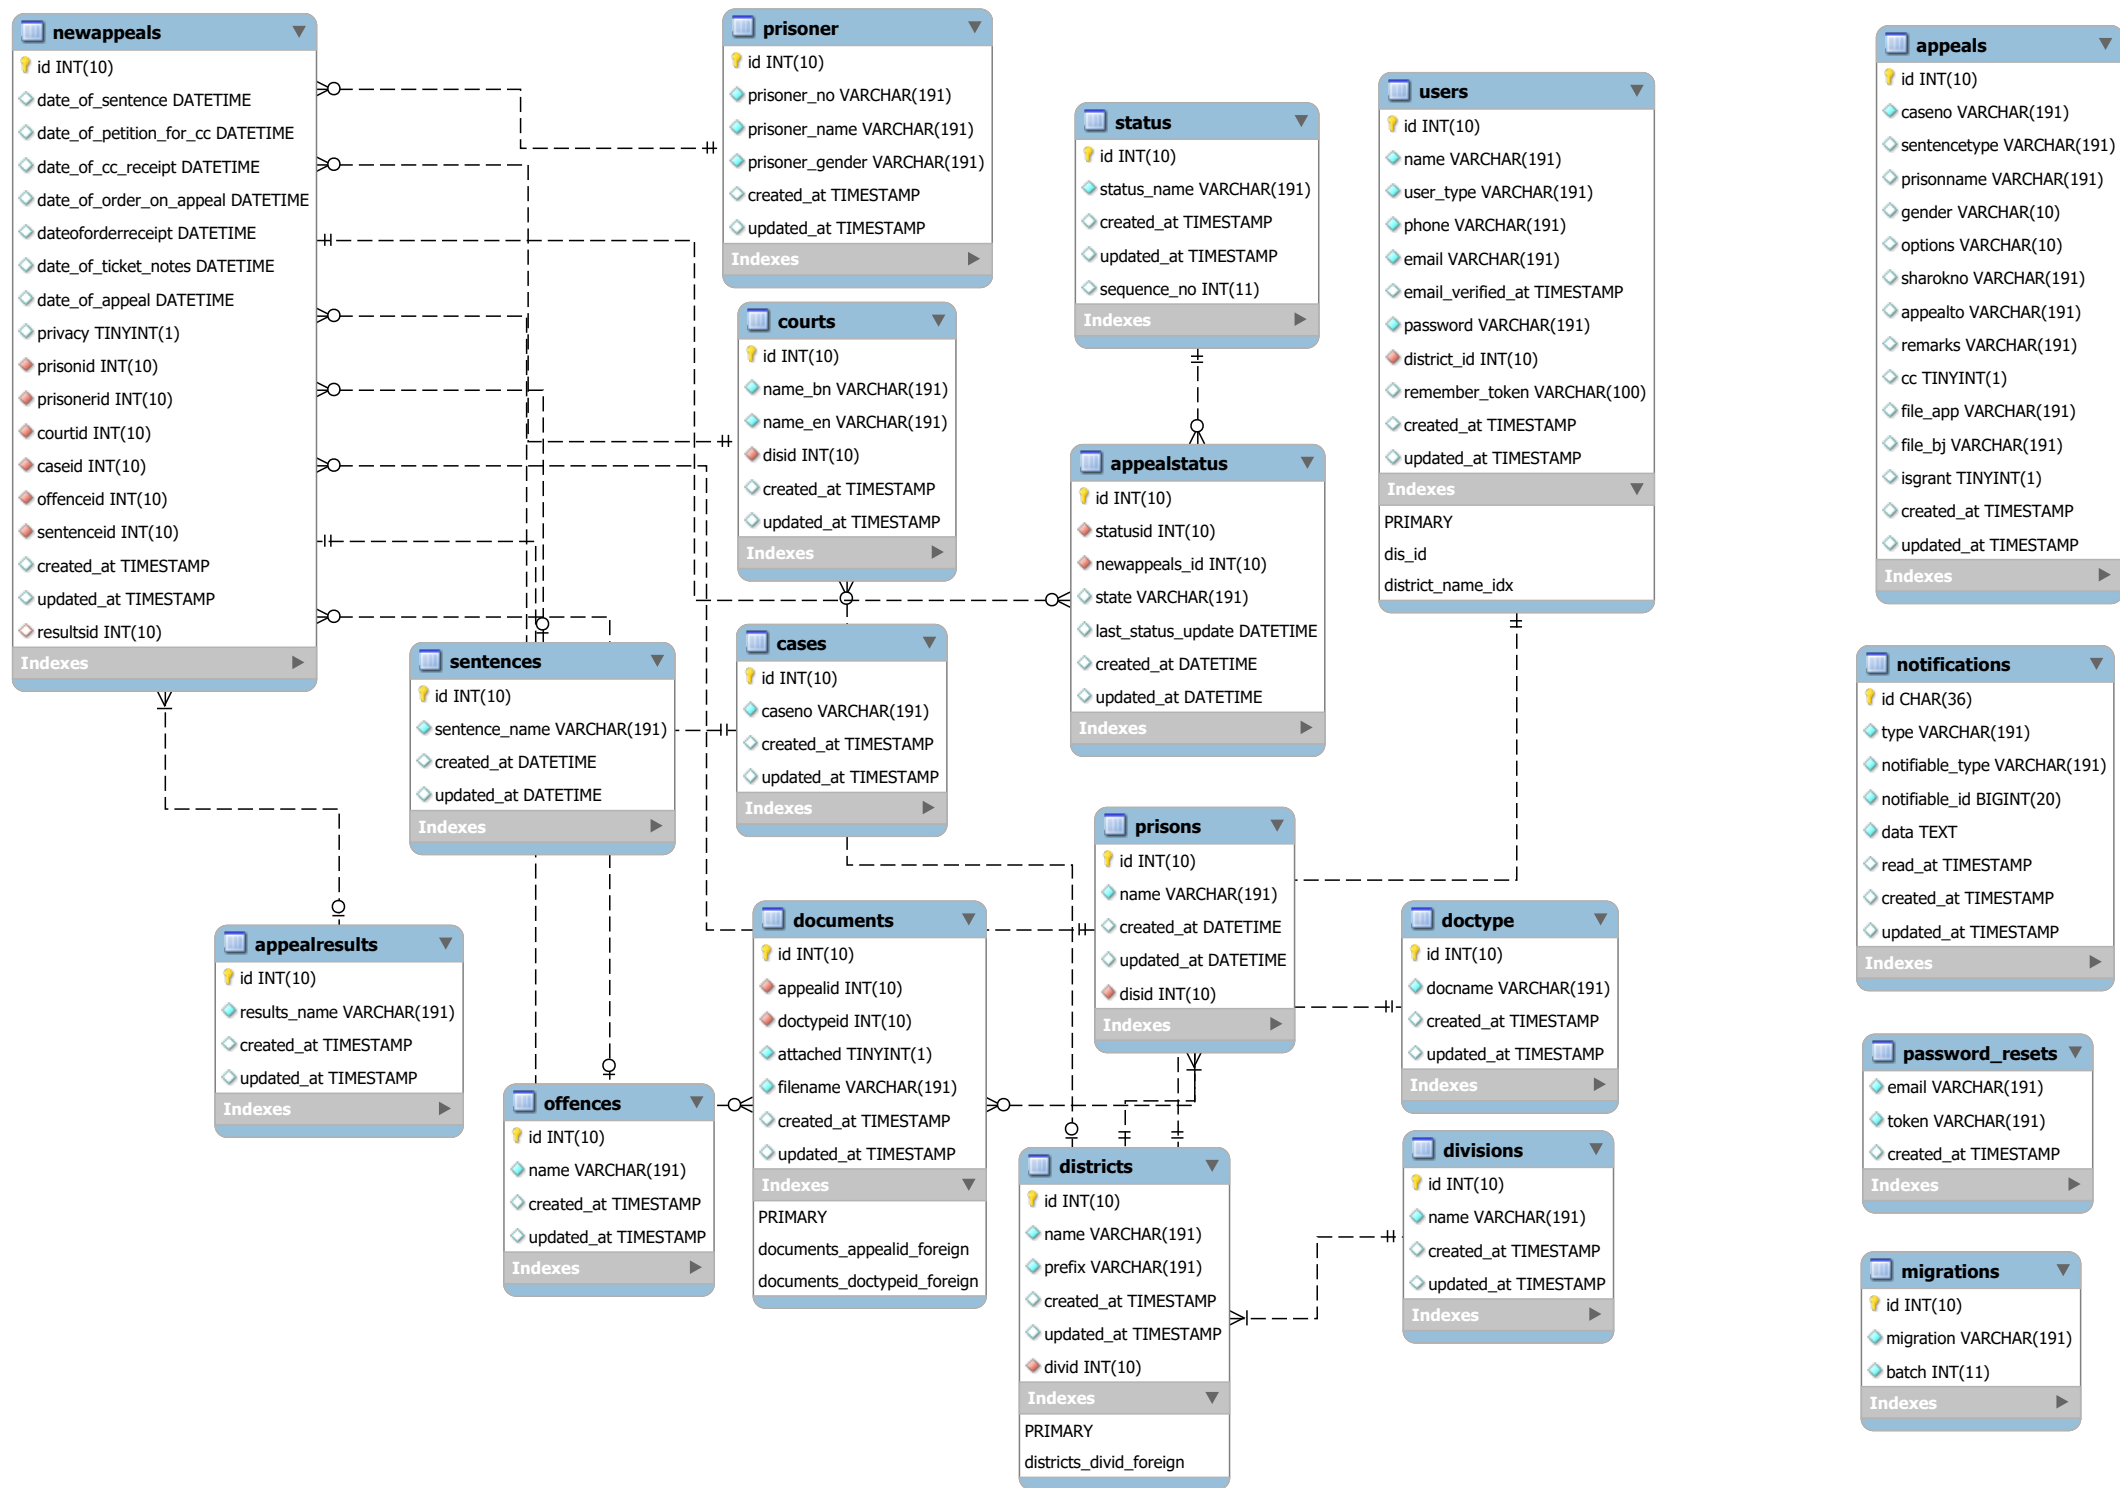 newappeals
id INT(10)
date_of_sentence DATETIME
date_of_petition_for_cc DATETIME
date_of_cc_receipt DATETIME
date_of_order_on_appeal DATETIME
dateoforderreceipt DATETIME
date_of_ticket_notes DATETIME
date_of_appeal DATETIME
privacy TINYINT(1)
prisonid INT(10)
prisonerid INT(10)
courtid INT(10)
caseid INT(10)
offenceid INT(10)
sentenceid INT(10)
created_at TIMESTAMP
updated_at TIMESTAMP
resultsid INT(10)
Indexes
prisoner
id INT(10)
prisoner_no VARCHAR(191)
prisoner_name VARCHAR(191)
prisoner_gender VARCHAR(191)
created_at TIMESTAMP
updated_at TIMESTAMP
Indexes
courts
id INT(10)
name_bn VARCHAR(191)
name_en VARCHAR(191)
disid INT(10)
created_at TIMESTAMP
updated_at TIMESTAMP
Indexes
status
id INT(10)
status_name VARCHAR(191)
created_at TIMESTAMP
updated_at TIMESTAMP
sequence_no INT(11)
Indexes
users
id INT(10)
name VARCHAR(191)
user_type VARCHAR(191)
phone VARCHAR(191)
email VARCHAR(191)
email_verified_at TIMESTAMP
password VARCHAR(191)
district_id INT(10)
remember_token VARCHAR(100)
created_at TIMESTAMP
updated_at TIMESTAMP
Indexes
PRIMARY
dis_id
district_name_idx
appeals
id INT(10)
caseno VARCHAR(191)
sentencetype VARCHAR(191)
prisonname VARCHAR(191)
gender VARCHAR(10)
options VARCHAR(10)
sharokno VARCHAR(191)
appealto VARCHAR(191)
remarks VARCHAR(191)
cc TINYINT(1)
file_app VARCHAR(191)
file_bj VARCHAR(191)
isgrant TINYINT(1)
created_at TIMESTAMP
updated_at TIMESTAMP
Indexes
appealstatus
id INT(10)
statusid INT(10)
newappeals_id INT(10)
state VARCHAR(191)
last_status_update DATETIME
created_at DATETIME
updated_at DATETIME
Indexes
sentences
id INT(10)
sentence_name VARCHAR(191)
created_at DATETIME
updated_at DATETIME
Indexes
cases
id INT(10)
caseno VARCHAR(191)
created_at TIMESTAMP
updated_at TIMESTAMP
Indexes
notifications
id CHAR(36)
type VARCHAR(191)
notifiable_type VARCHAR(191)
notifiable_id BIGINT(20)
data TEXT
read_at TIMESTAMP
created_at TIMESTAMP
updated_at TIMESTAMP
Indexes
prisons
id INT(10)
name VARCHAR(191)
created_at DATETIME
updated_at DATETIME
disid INT(10)
Indexes
appealresults
id INT(10)
results_name VARCHAR(191)
created_at TIMESTAMP
updated_at TIMESTAMP
Indexes
documents
id INT(10)
appealid INT(10)
doctypeid INT(10)
attached TINYINT(1)
filename VARCHAR(191)
created_at TIMESTAMP
updated_at TIMESTAMP
Indexes
PRIMARY
documents_appealid_foreign
documents_doctypeid_foreign
doctype
id INT(10)
docname VARCHAR(191)
created_at TIMESTAMP
updated_at TIMESTAMP
Indexes
offences
id INT(10)
name VARCHAR(191)
created_at TIMESTAMP
updated_at TIMESTAMP
Indexes
districts
id INT(10)
name VARCHAR(191)
prefix VARCHAR(191)
created_at TIMESTAMP
updated_at TIMESTAMP
divid INT(10)
Indexes
PRIMARY
districts_divid_foreign
divisions
id INT(10)
name VARCHAR(191)
created_at TIMESTAMP
updated_at TIMESTAMP
Indexes
password_resets
email VARCHAR(191)
token VARCHAR(191)
created_at TIMESTAMP
Indexes
migrations
id INT(10)
migration VARCHAR(191)
batch INT(11)
Indexes